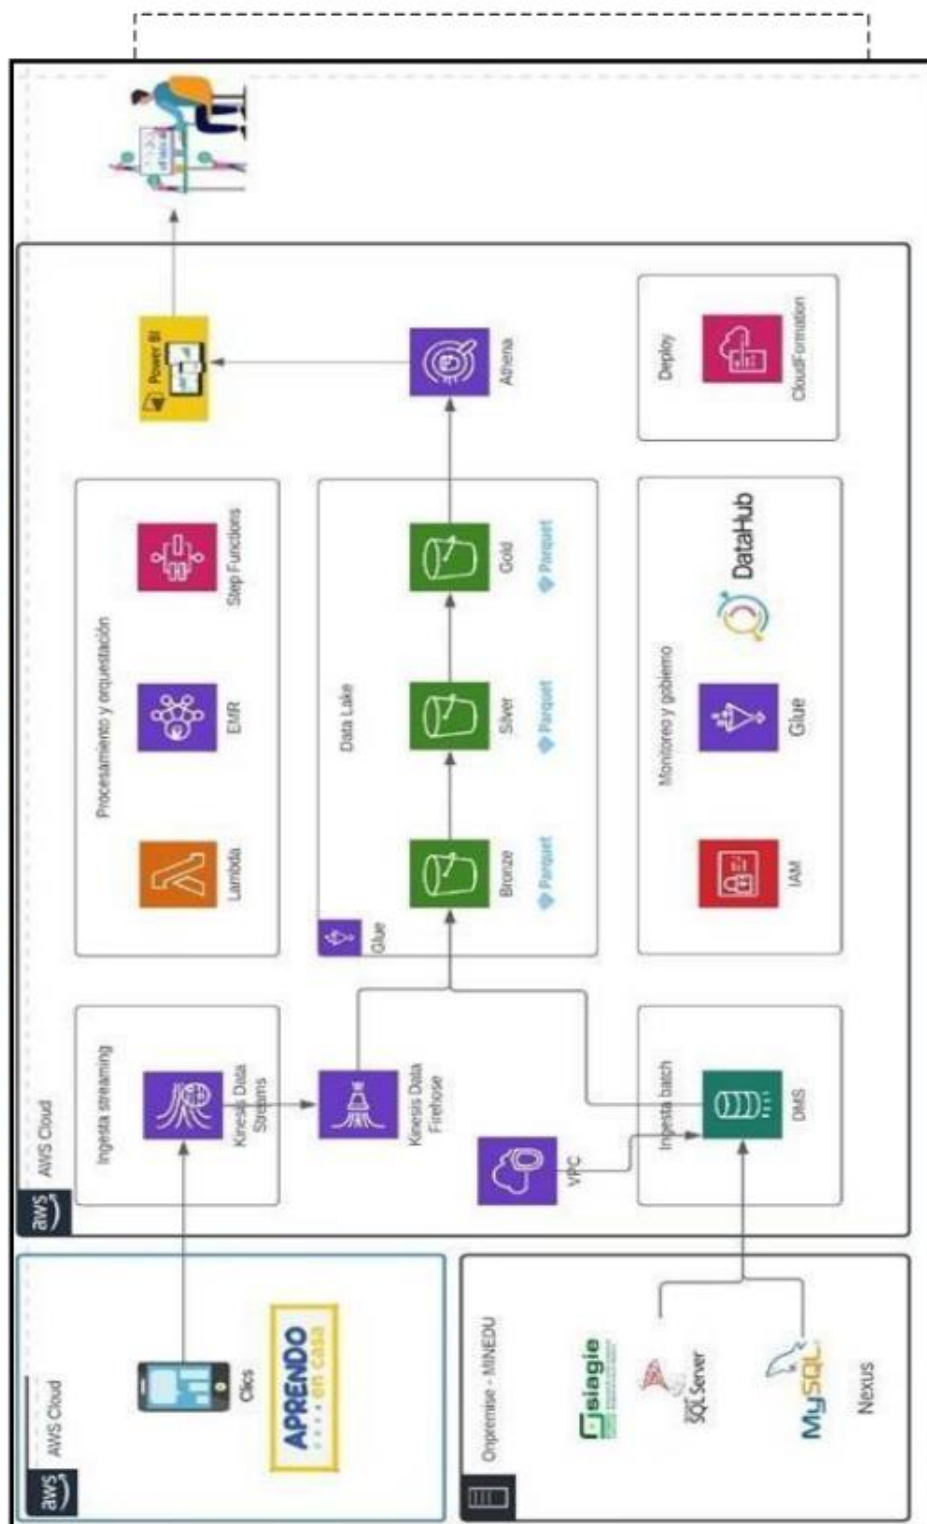 aws
AWS Cloud
Clics
APRENDO
en casa
Onpremise - MINEDU
siagie
SQL Server
MySQL
Nexus
aws
AWS Cloud
Ingesta streaming
Kinesis Data
Streams
Kinesis Data
Firehose
VPC
Ingesta batch
DMS
Procesamiento y orquestación
Lambda
EMR
Step Functions
Glue
Data Lake
Bronze
Silver
Gold
Parquet
Parquet
Parquet
Monitoreo y gobierno
IAM
Glue
DataHub
Power BI
Athena
Deploy
CloudFormation